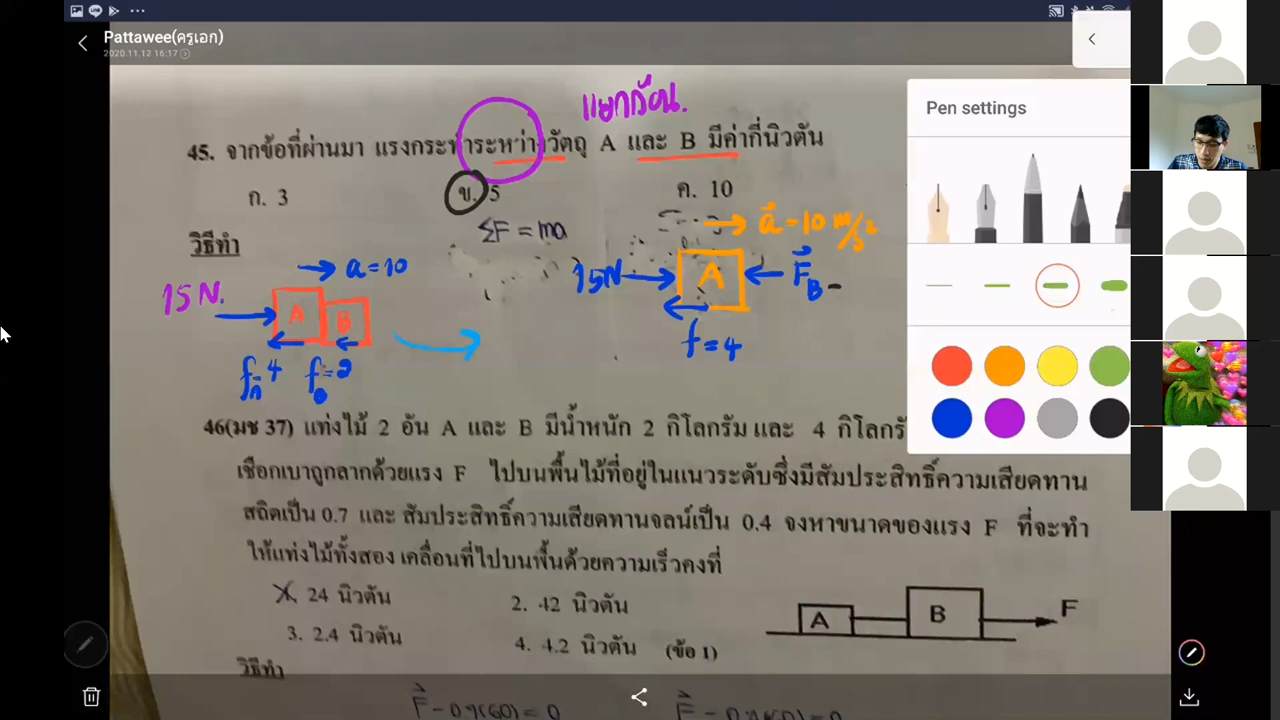 Pattawee(ครูเอก)
2020.11.12 16:17
Pen settings
แยกก้อน.
45. จากข้อที่ผ่านมา แรงกระทำระหว่างวัตถุ A และ B มีค่ากี่นิวตัน
ก. 3
ข. 5
ค. 10
วิธีทำ
ΣF = ma
a = 10 m/s²
a = 10
15 N.
A B
15N
A
F B
f = 4
f = 2
f = 4
46(มช 37) แท่งไม้ 2 อัน A และ B มีน้ำหนัก 2 กิโลกรัม และ 4 กิโลกรั
เชือกเบาถูกลากด้วยแรง F ไปบนพื้นไม้ที่อยู่ในแนวระดับซึ่งมีสัมประสิทธิ์ความเสียดทาน
สถิตเป็น 0.7 และ สัมประสิทธิ์ความเสียดทานจลน์เป็น 0.4 จงหาขนาดของแรง F ที่จะทำ
ให้แท่งไม้ทั้งสอง เคลื่อนที่ไปบนพื้นด้วยความเร็วคงที่
24 นิวตัน
2. 42 นิวตัน
3. 2.4 นิวตัน
4. 4.2 นิวตัน (ข้อ 1)
A B F
วิธีทำ